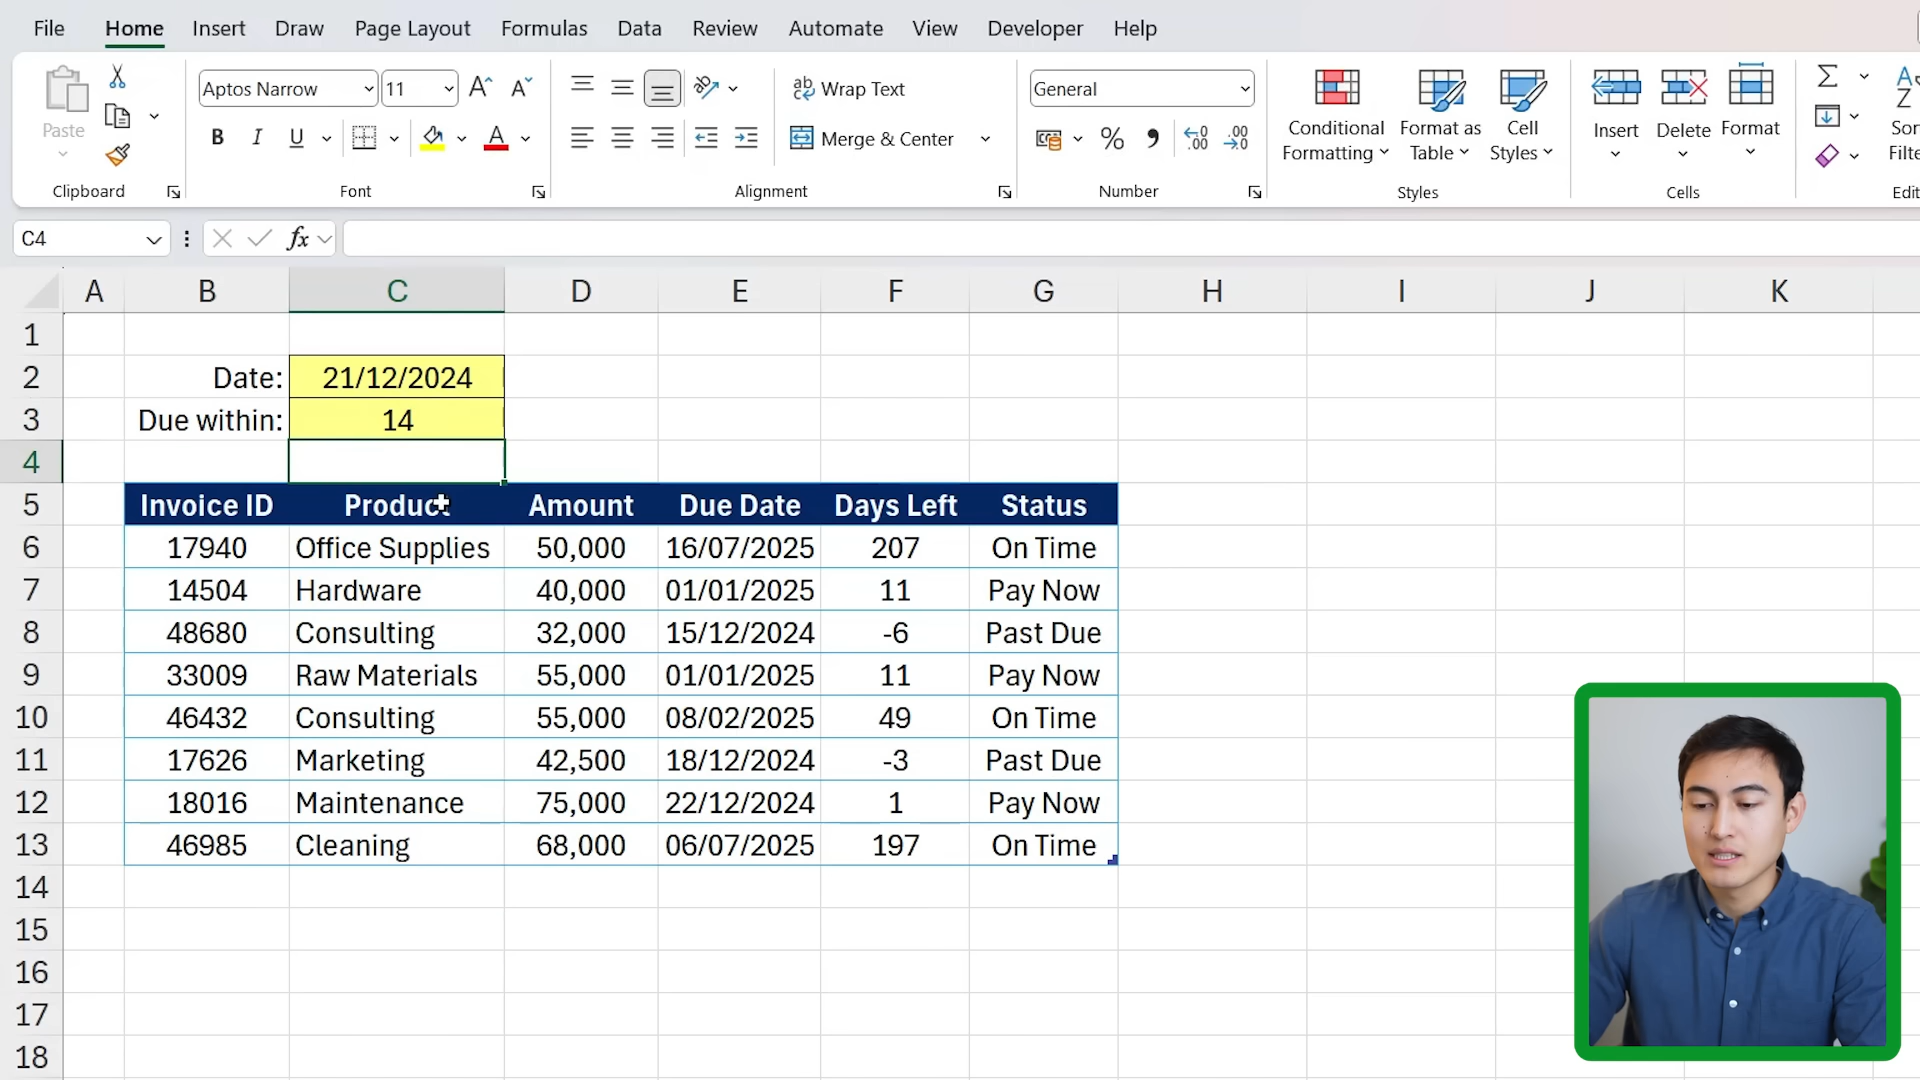 File Home Insert Draw Page Layout Formulas Data Review Automate View Developer Help
Paste
Aptos Narrow 11 A A
B I U A
Clipboard
Font
ab Wrap Text
Merge & Center
Alignment
General
% , .00
Number
Conditional Formatting
Format as Table
Cell Styles
Styles
Insert Delete Format
Cells
Σ
A
Z
Sor
Filte
Edit
C4 fx
A B C D E F G H I J K
1
2 Date: 21/12/2024
3 Due within: 14
4
5 Invoice ID Product Amount Due Date Days Left Status
6 17940 Office Supplies 50,000 16/07/2025 207 On Time
7 14504 Hardware 40,000 01/01/2025 11 Pay Now
8 48680 Consulting 32,000 15/12/2024 -6 Past Due
9 33009 Raw Materials 55,000 01/01/2025 11 Pay Now
10 46432 Consulting 55,000 08/02/2025 49 On Time
11 17626 Marketing 42,500 18/12/2024 -3 Past Due
12 18016 Maintenance 75,000 22/12/2024 1 Pay Now
13 46985 Cleaning 68,000 06/07/2025 197 On Time
14
15
16
17
18